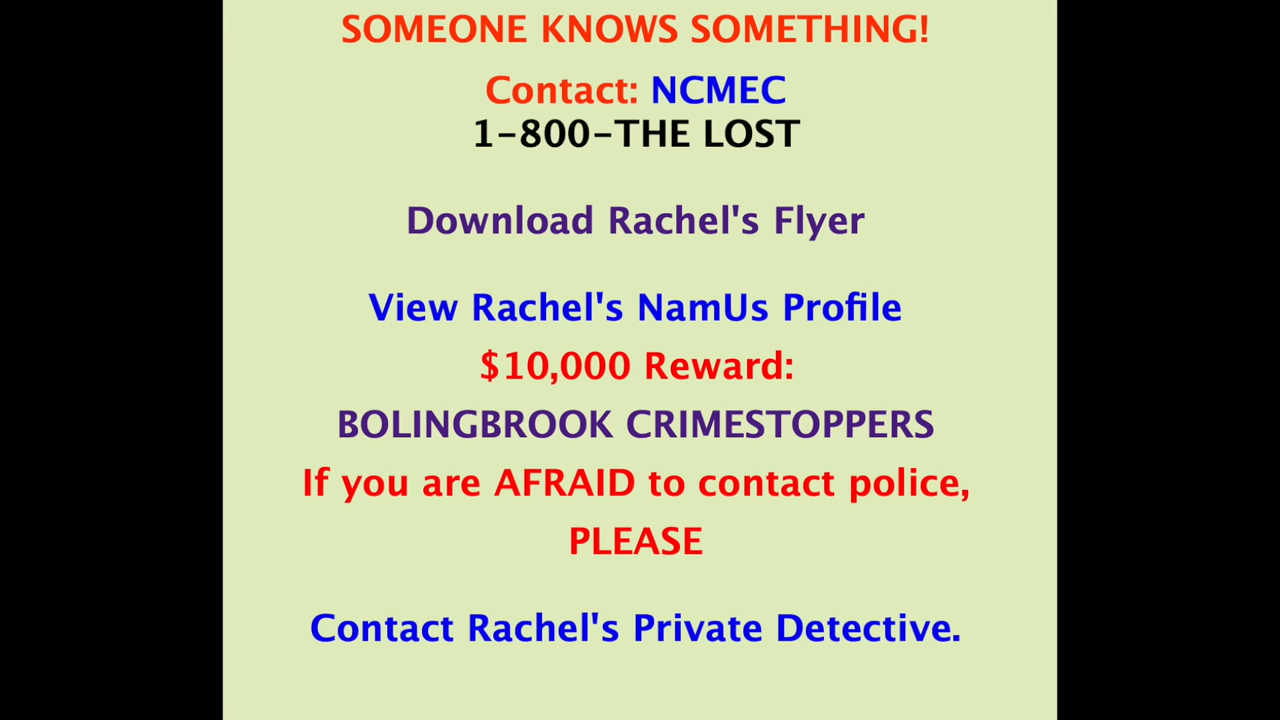 SOMEONE KNOWS SOMETHING!
Contact: NCMEC
1-800-THE LOST
Download Rachel's Flyer
View Rachel's NamUs Profile
$10,000 Reward:
BOLINGBROOK CRIMESTOPPERS
If you are AFRAID to contact police,
PLEASE
Contact Rachel's Private Detective.